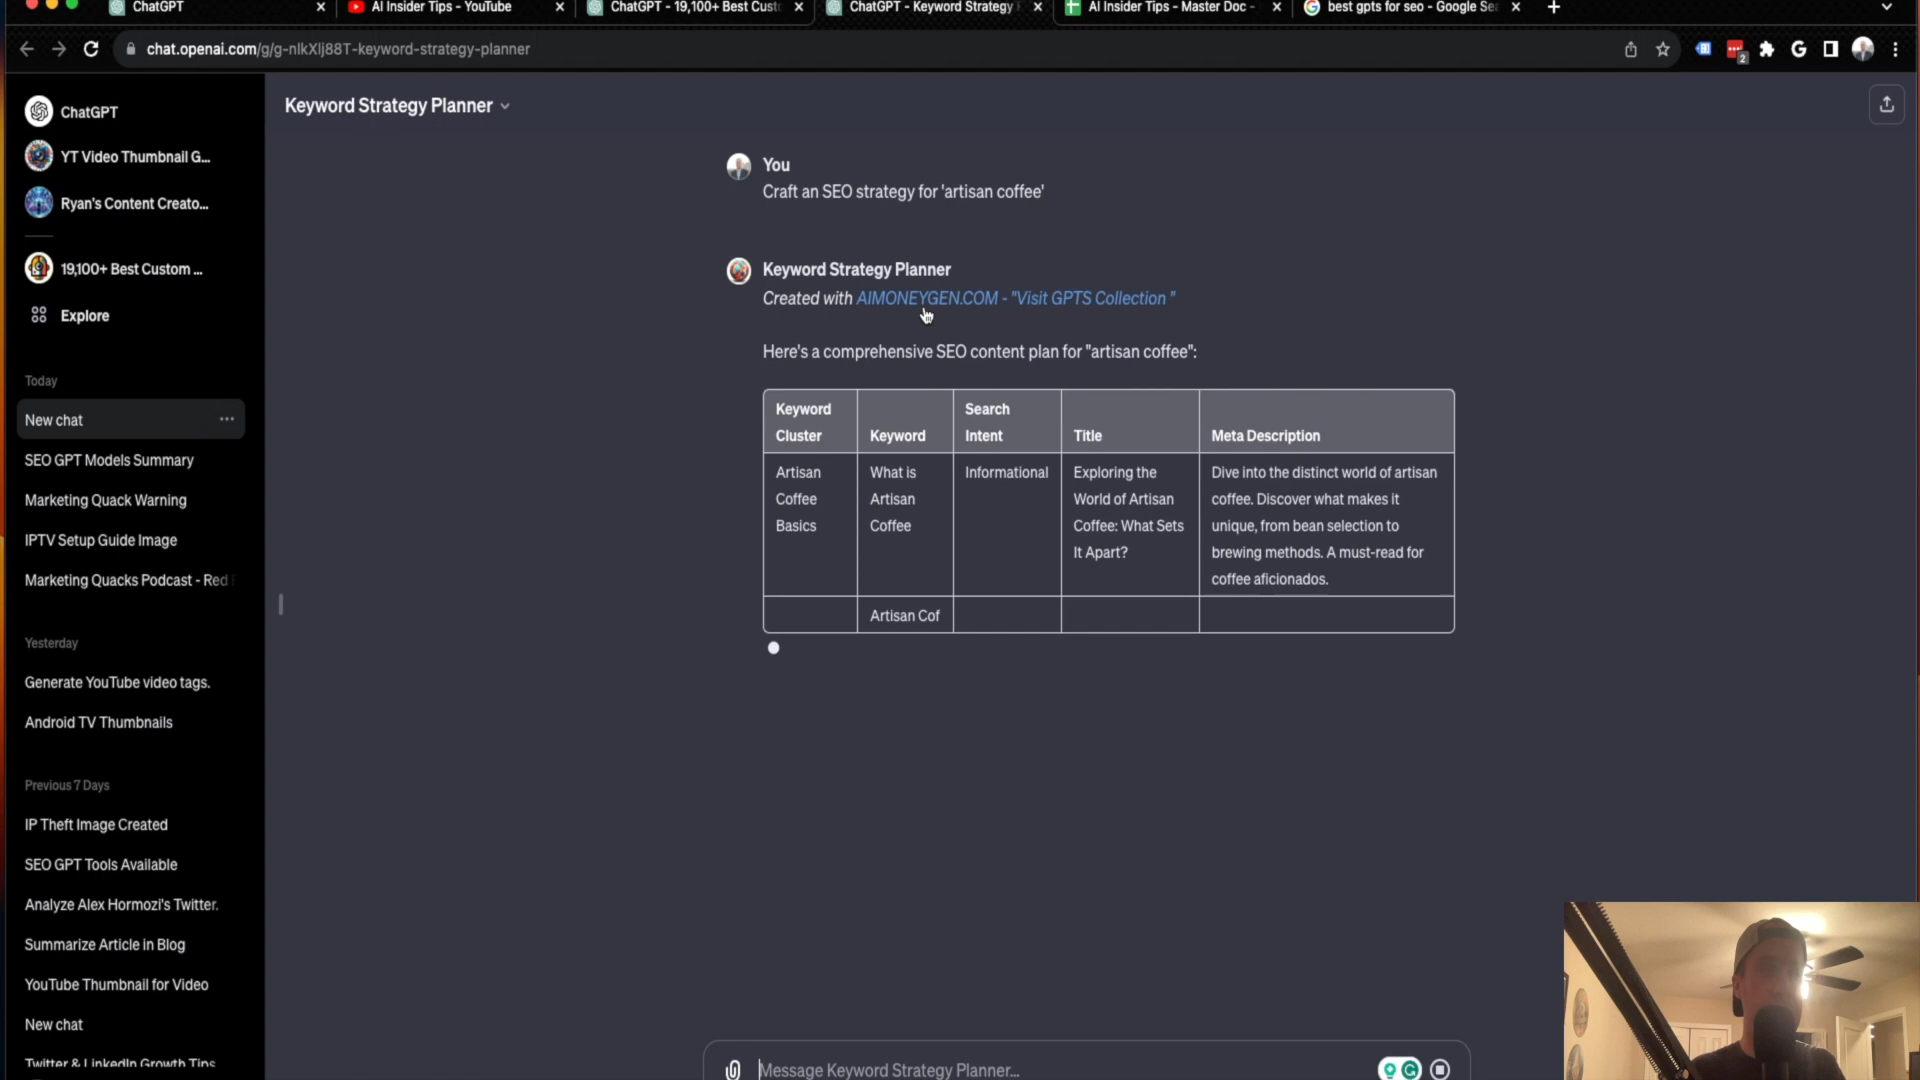 ChatGPT
AI Insider Tips - YouTube
ChatGPT - 19,100+ Best Cust
ChatGPT - Keyword Strategy
AI Insider Tips - Master Doc -
best gpts for seo - Google Se
chat.openai.com/g/g-nlkXlj88T-keyword-strategy-planner
2
ChatGPT
YT Video Thumbnail G...
Ryan's Content Creato...
19,100+ Best Custom ...
Explore
Today
New chat
SEO GPT Models Summary
Marketing Quack Warning
IPTV Setup Guide Image
Marketing Quacks Podcast - Red
Yesterday
Generate YouTube video tags.
Android TV Thumbnails
Previous 7 Days
IP Theft Image Created
SEO GPT Tools Available
Analyze Alex Hormozi's Twitter.
Summarize Article in Blog
YouTube Thumbnail for Video
New chat
Twitter & LinkedIn Growth Tips
Keyword Strategy Planner
You
Craft an SEO strategy for 'artisan coffee'
Keyword Strategy Planner
Created with AIMONEYGEN.COM - "Visit GPTS Collection "
Here's a comprehensive SEO content plan for "artisan coffee":
Keyword Cluster
Keyword
Search Intent
Title
Meta Description
Artisan Coffee Basics
What is Artisan Coffee
Informational
Exploring the World of Artisan Coffee: What Sets It Apart?
Dive into the distinct world of artisan coffee. Discover what makes it unique, from bean selection to brewing methods. A must-read for coffee aficionados.
Artisan Cof
Message Keyword Strategy Planner...